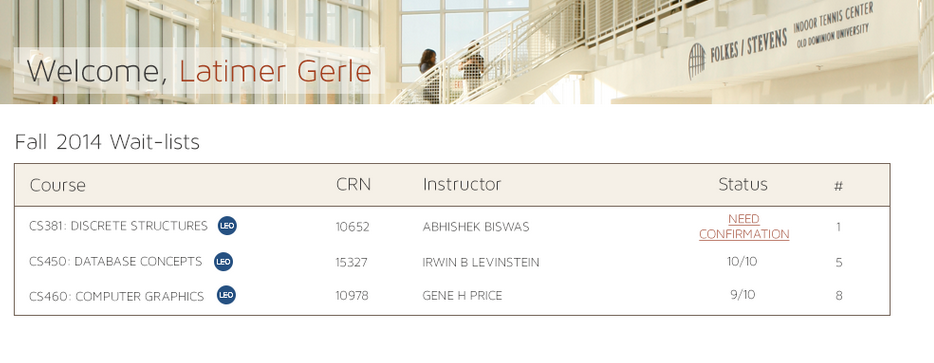 FOLKES / STEVENS INDOOR TENNIS CENTER
OLD DOMINION UNIVERSITY
Welcome, Latimer Gerle
Fall 2014 Wait-lists
Course CRN Instructor Status #
CS381: DISCRETE STRUCTURES LEO 10652 ABHISHEK BISWAS NEED CONFIRMATION 1
CS450: DATABASE CONCEPTS LEO 15327 IRWIN B LEVINSTEIN 10/10 5
CS460: COMPUTER GRAPHICS LEO 10978 GENE H PRICE 9/10 8